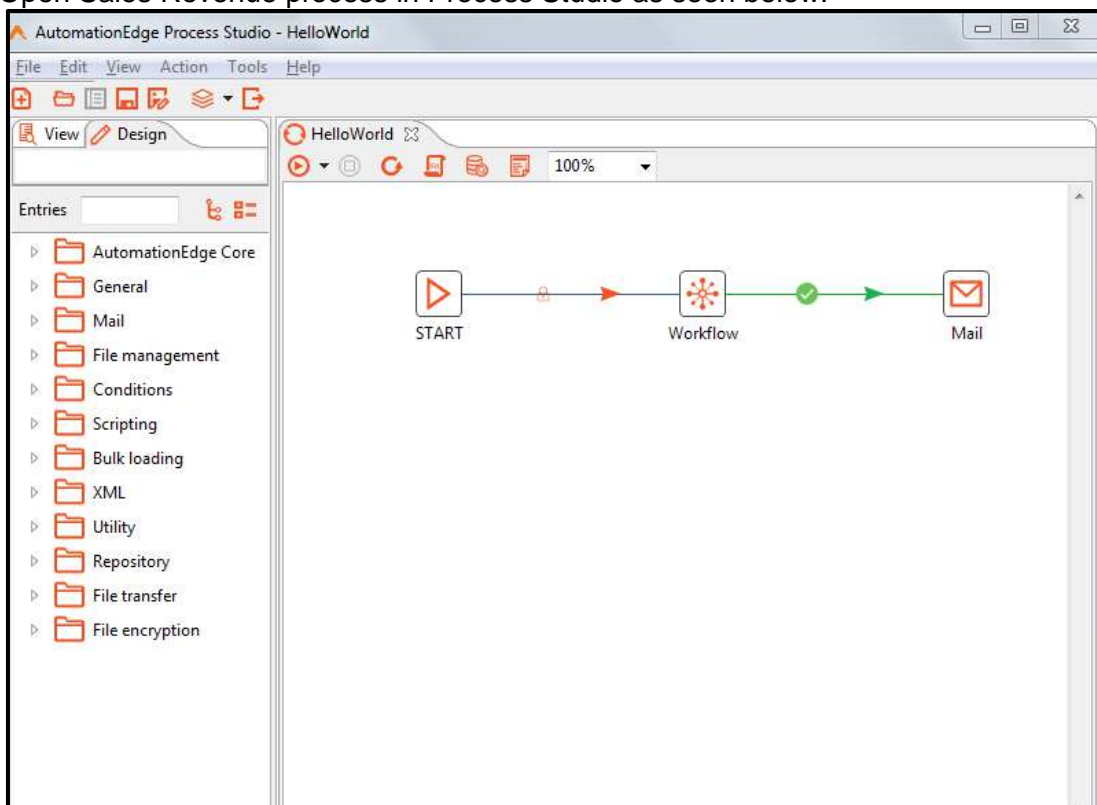 Open Sales Revenue process in Process Studio as seen below:
AutomationEdge Process Studio - HelloWorld
File Edit View Action Tools Help
View Design
HelloWorld
100%
Entries
AutomationEdge Core
General
Mail
File management
Conditions
Scripting
Bulk loading
XML
Utility
Repository
File transfer
File encryption
START Workflow Mail